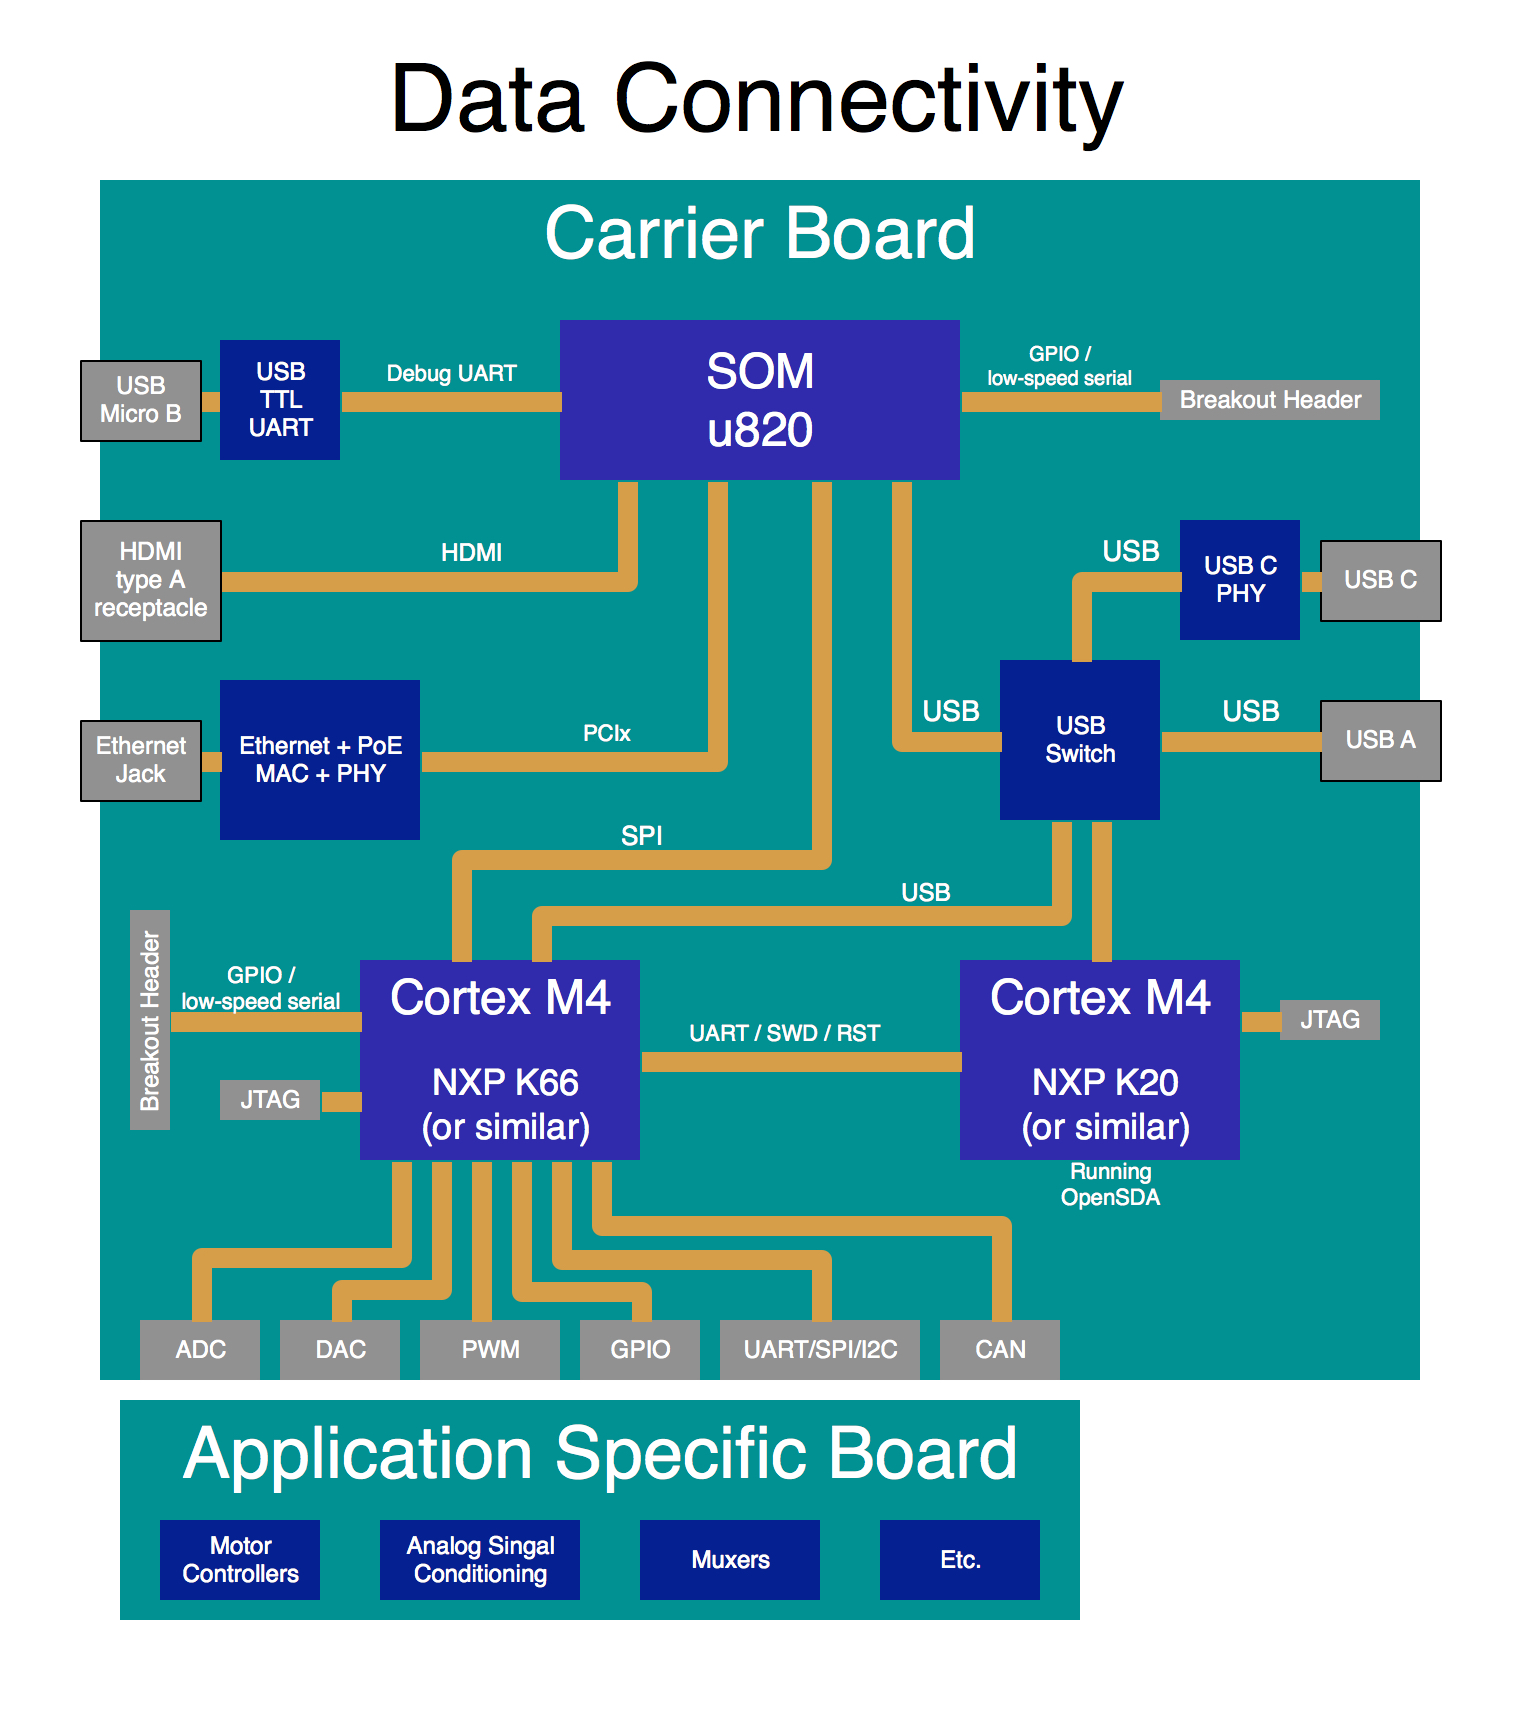 Data Connectivity
Carrier Board
USB
Micro B
USB
TTL
UART
Debug UART
SOM
u820
GPIO /
low-speed serial
Breakout Header
HDMI
type A
receptacle
HDMI
USB
USB C
PHY
USB C
Ethernet
Jack
Ethernet + PoE
MAC + PHY
PCIx
USB
USB
Switch
USB
USB A
SPI
USB
Breakout Header
GPIO /
low-speed serial
JTAG
Cortex M4
NXP K66
(or similar)
UART / SWD / RST
Cortex M4
NXP K20
(or similar)
Running
OpenSDA
JTAG
ADC
DAC
PWM
GPIO
UART/SPI/I2C
CAN
Application Specific Board
Motor
Controllers
Analog Singal
Conditioning
Muxers
Etc.